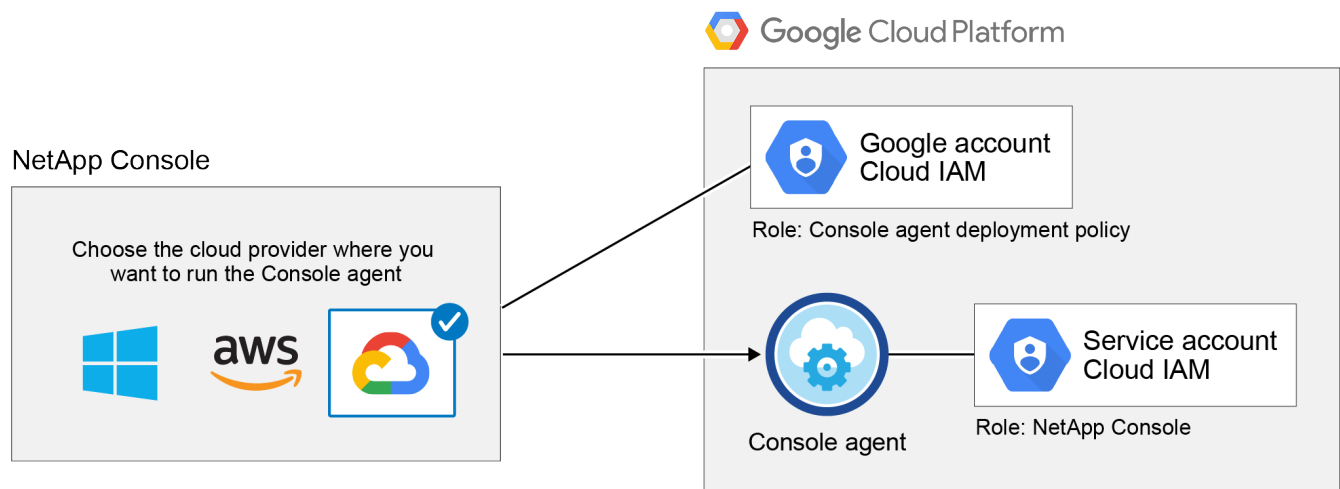 Google Cloud Platform
NetApp Console
Choose the cloud provider where you
want to run the Console agent
aws
Google account
Cloud IAM
Role: Console agent deployment policy
Console agent
Service account
Cloud IAM
Role: NetApp Console